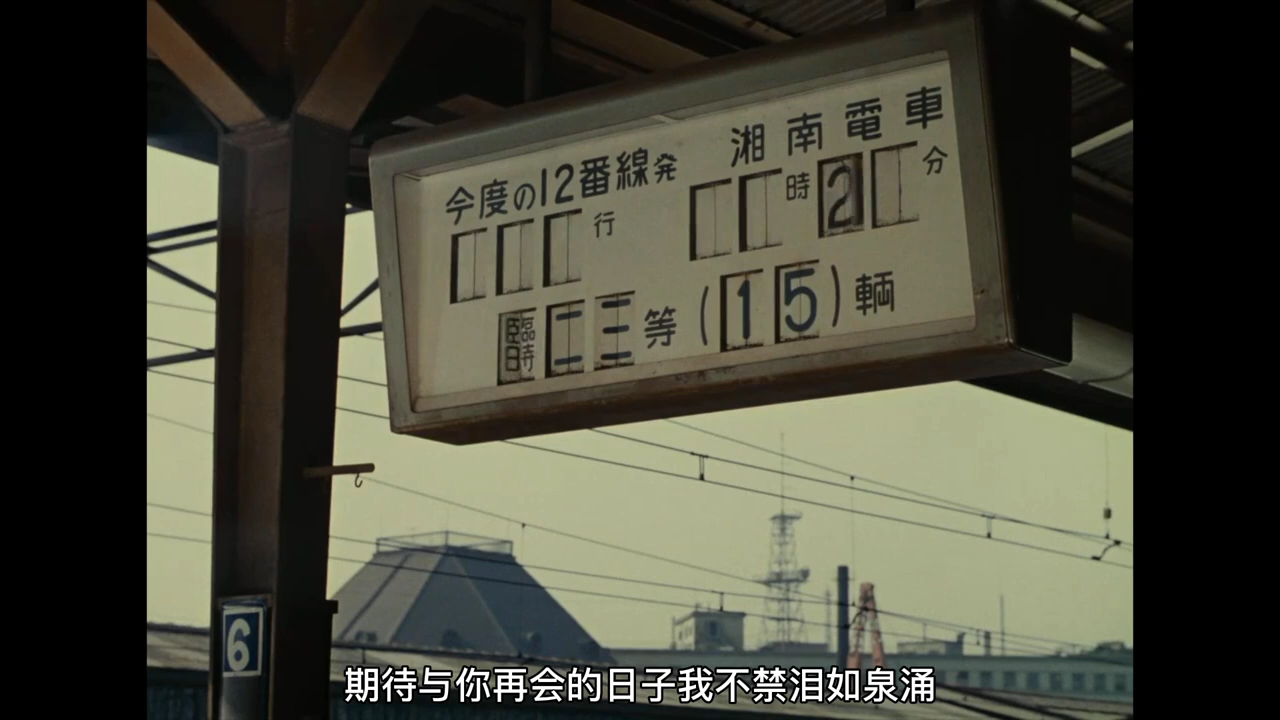 今度の12番線発 湘南電車
行 時2 分
臨時二三等(15)輌
6
期待与你再会的日子我不禁泪如泉涌